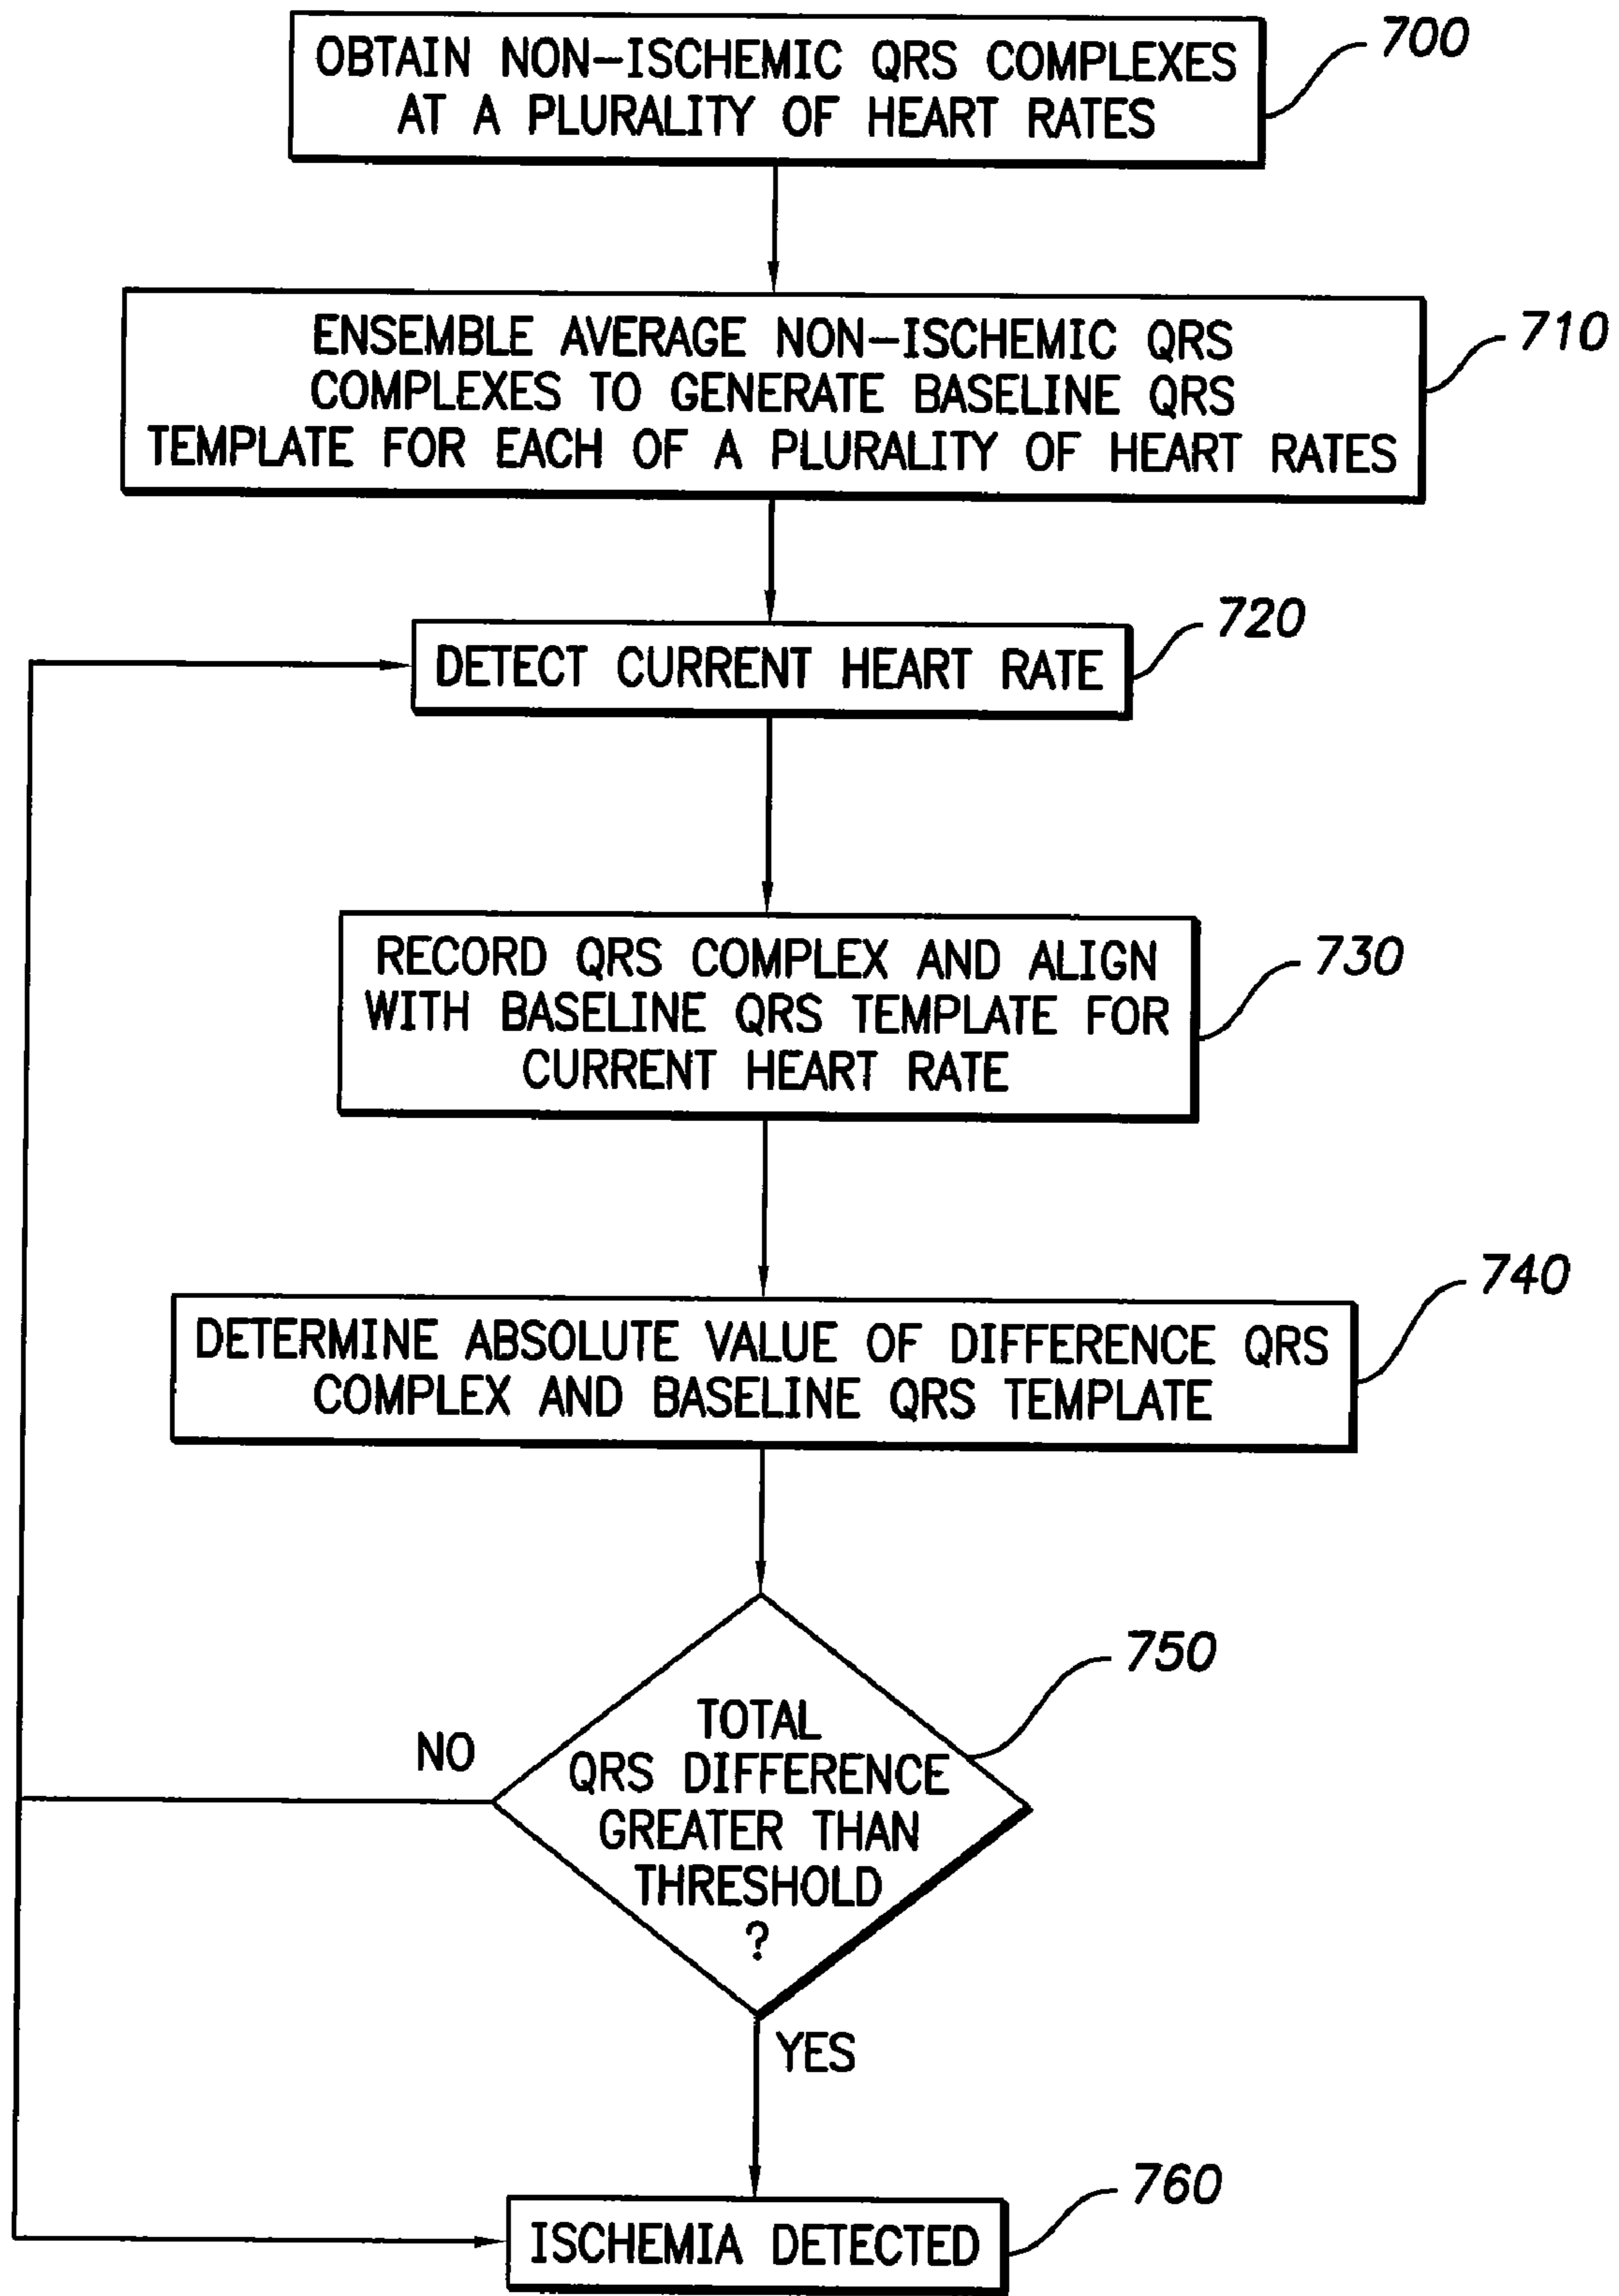 OBTAIN NON-ISCHEMIC QRS COMPLEXES
AT A PLURALITY OF HEART RATES
700
ENSEMBLE AVERAGE NON-ISCHEMIC QRS
COMPLEXES TO GENERATE BASELINE QRS
TEMPLATE FOR EACH OF A PLURALITY OF HEART RATES
710
DETECT CURRENT HEART RATE
720
RECORD QRS COMPLEX AND ALIGN
WITH BASELINE QRS TEMPLATE FOR
CURRENT HEART RATE
730
DETERMINE ABSOLUTE VALUE OF DIFFERENCE QRS
COMPLEX AND BASELINE QRS TEMPLATE
740
TOTAL
QRS DIFFERENCE
GREATER THAN
THRESHOLD
?
750
NO
YES
ISCHEMIA DETECTED
760